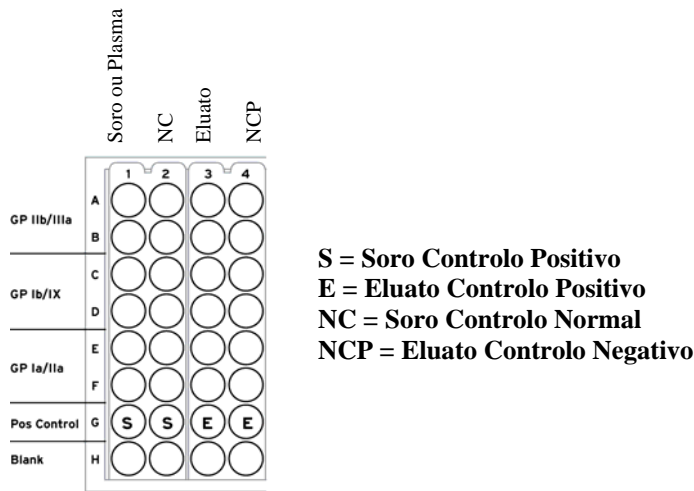 Soro ou Plasma
NC
Eluato
NCP
1 2 3 4
A
GP IIb/IIIa
B
C
GP Ib/IX
D
E
GP Ia/IIa
F
Pos Control G S S E E
Blank H
S = Soro Controlo Positivo
E = Eluato Controlo Positivo
NC = Soro Controlo Normal
NCP = Eluato Controlo Negativo